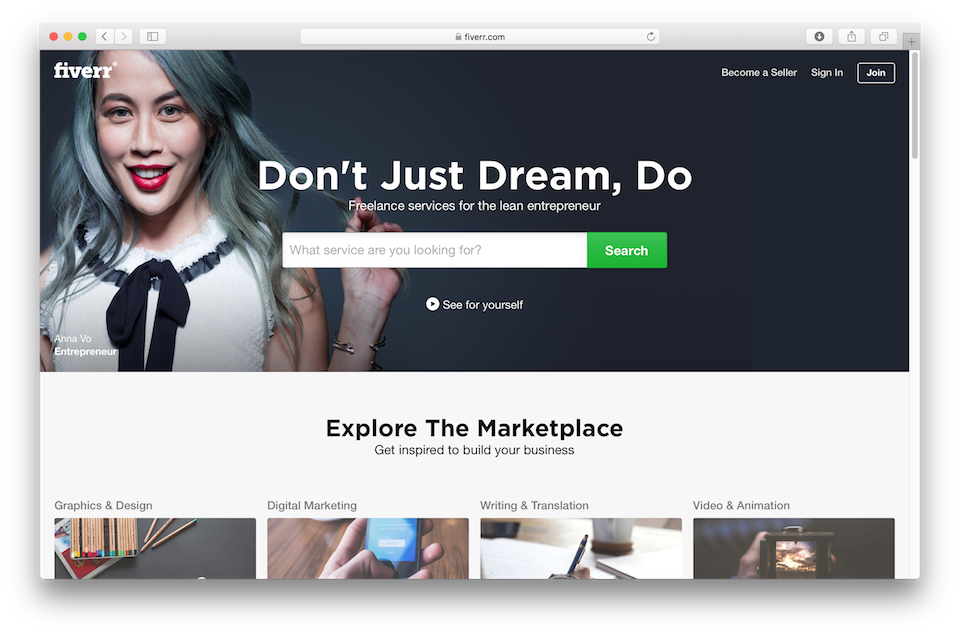 fiverr.com
fiverr®
Become a Seller
Sign In
Join
Don't Just Dream, Do
Freelance services for the lean entrepreneur
What service are you looking for?
Search
See for yourself
Anna Vo
Entrepreneur
Explore The Marketplace
Get inspired to build your business
Graphics & Design
Digital Marketing
Writing & Translation
Video & Animation